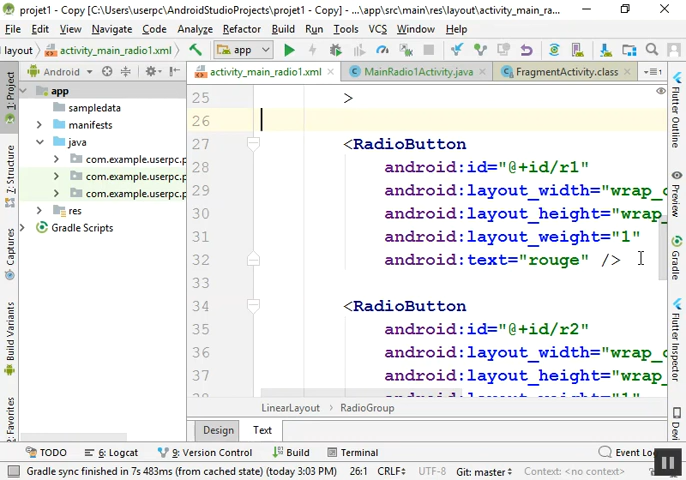 projet1 - Copy [C:\Users\userpc\AndroidStudioProjects\projet1 - Copy] - ...\app\src\main\res\layout\activity_main_ra...
File Edit View Navigate Code Analyze Refactor Build Run Tools VCS Window Help
layout activity_main_radio1.xml app
Android activity_main_radio1.xml MainRadio1Activity.java FragmentActivity.class
1: Project
Z: Structure
Captures
Build Variants
2: Favorites
app
sampledata
manifests
java
com.example.userpc.p
com.example.userpc.p
com.example.userpc.p
res
Gradle Scripts
25 >
26
27 <RadioButton
28 android:id="@+id/r1"
29 android:layout_width="wrap_c
30 android:layout_height="wrap_
31 android:layout_weight="1"
32 android:text="rouge" />
33
34 <RadioButton
35 android:id="@+id/r2"
36 android:layout_width="wrap_c
37 android:layout_height="wrap_
38 android:layout_weight="1"
Flutter Outline
Preview
Gradle
Flutter Inspector
Devi
LinearLayout RadioGroup
Design Text
TODO 6: Logcat 9: Version Control Build Terminal Event Lo
Gradle sync finished in 7s 483ms (from cached state) (today 3:03 PM) 26:1 CRLF UTF-8 Git: master Context: <no context>